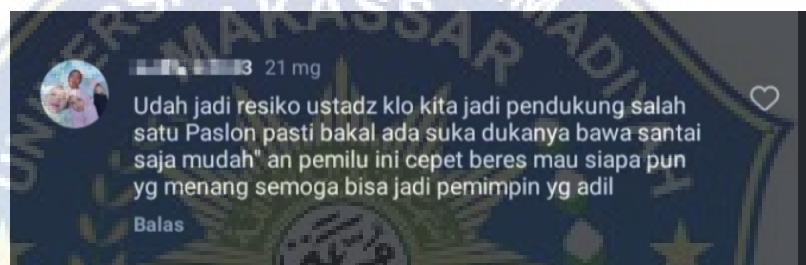 3 21 mg
Udah jadi resiko ustadz klo kita jadi pendukung salah
satu Paslon pasti bakal ada suka dukanya bawa santai
saja mudah" an pemilu ini cepet beres mau siapa pun
yg menang semoga bisa jadi pemimpin yg adil
Balas
MAKASSAR